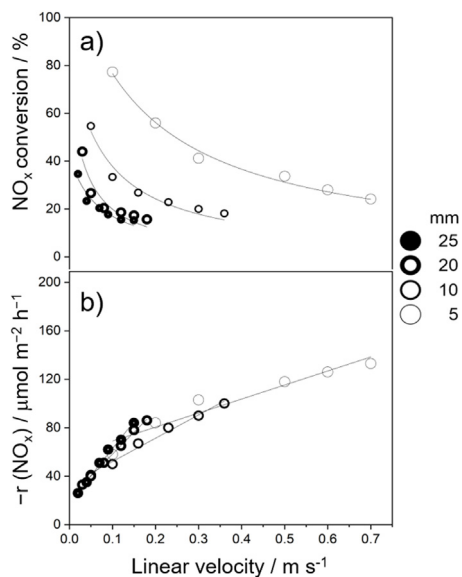 100
a)
80
60
40
20
0
NOx conversion / %
mm
25
20
10
5
200
b)
160
120
80
40
0
−r (NOx) / μmol m−2 h−1
0.0 0.1 0.2 0.3 0.4 0.5 0.6 0.7
Linear velocity / m s−1